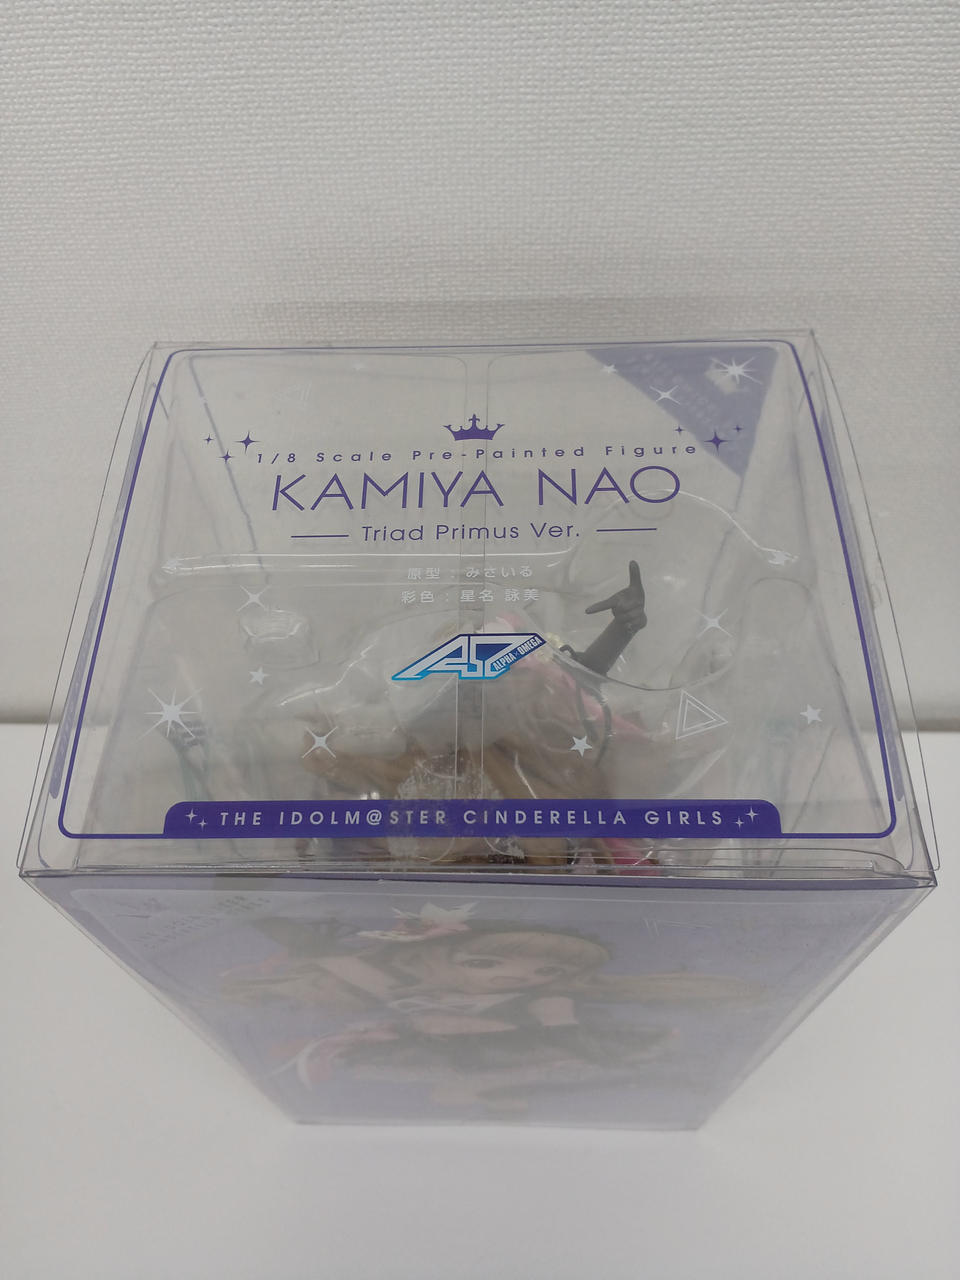 1/8 Scale Pre-Painted Figure
KAMIYA NAO
Triad Primus Ver.
原型：みさいる
彩色：星名 詠美
AΩ ALPHA×OMEGA
THE IDOLM@STER CINDERELLA GIRLS